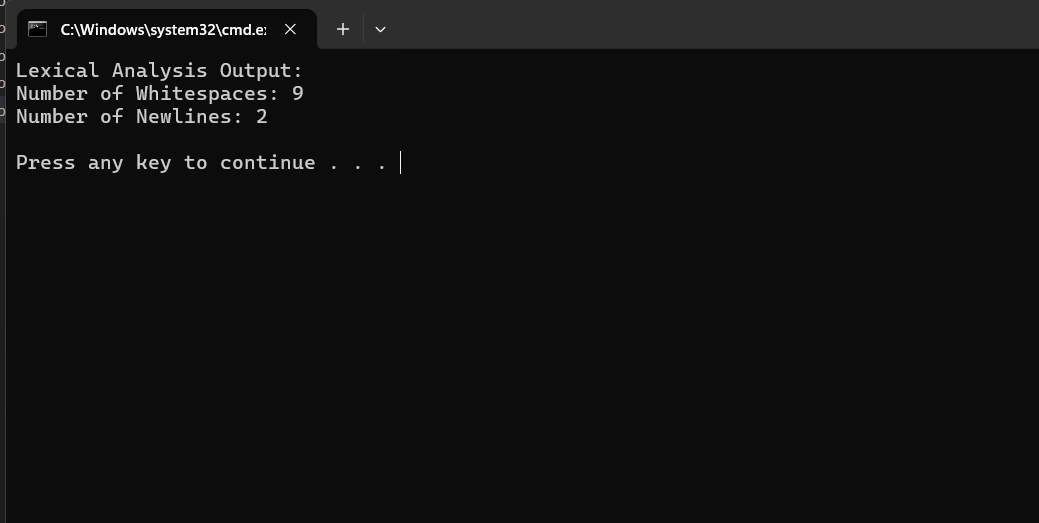 C:\Windows\system32\cmd.e
Lexical Analysis Output:
Number of Whitespaces: 9
Number of Newlines: 2
Press any key to continue . . .